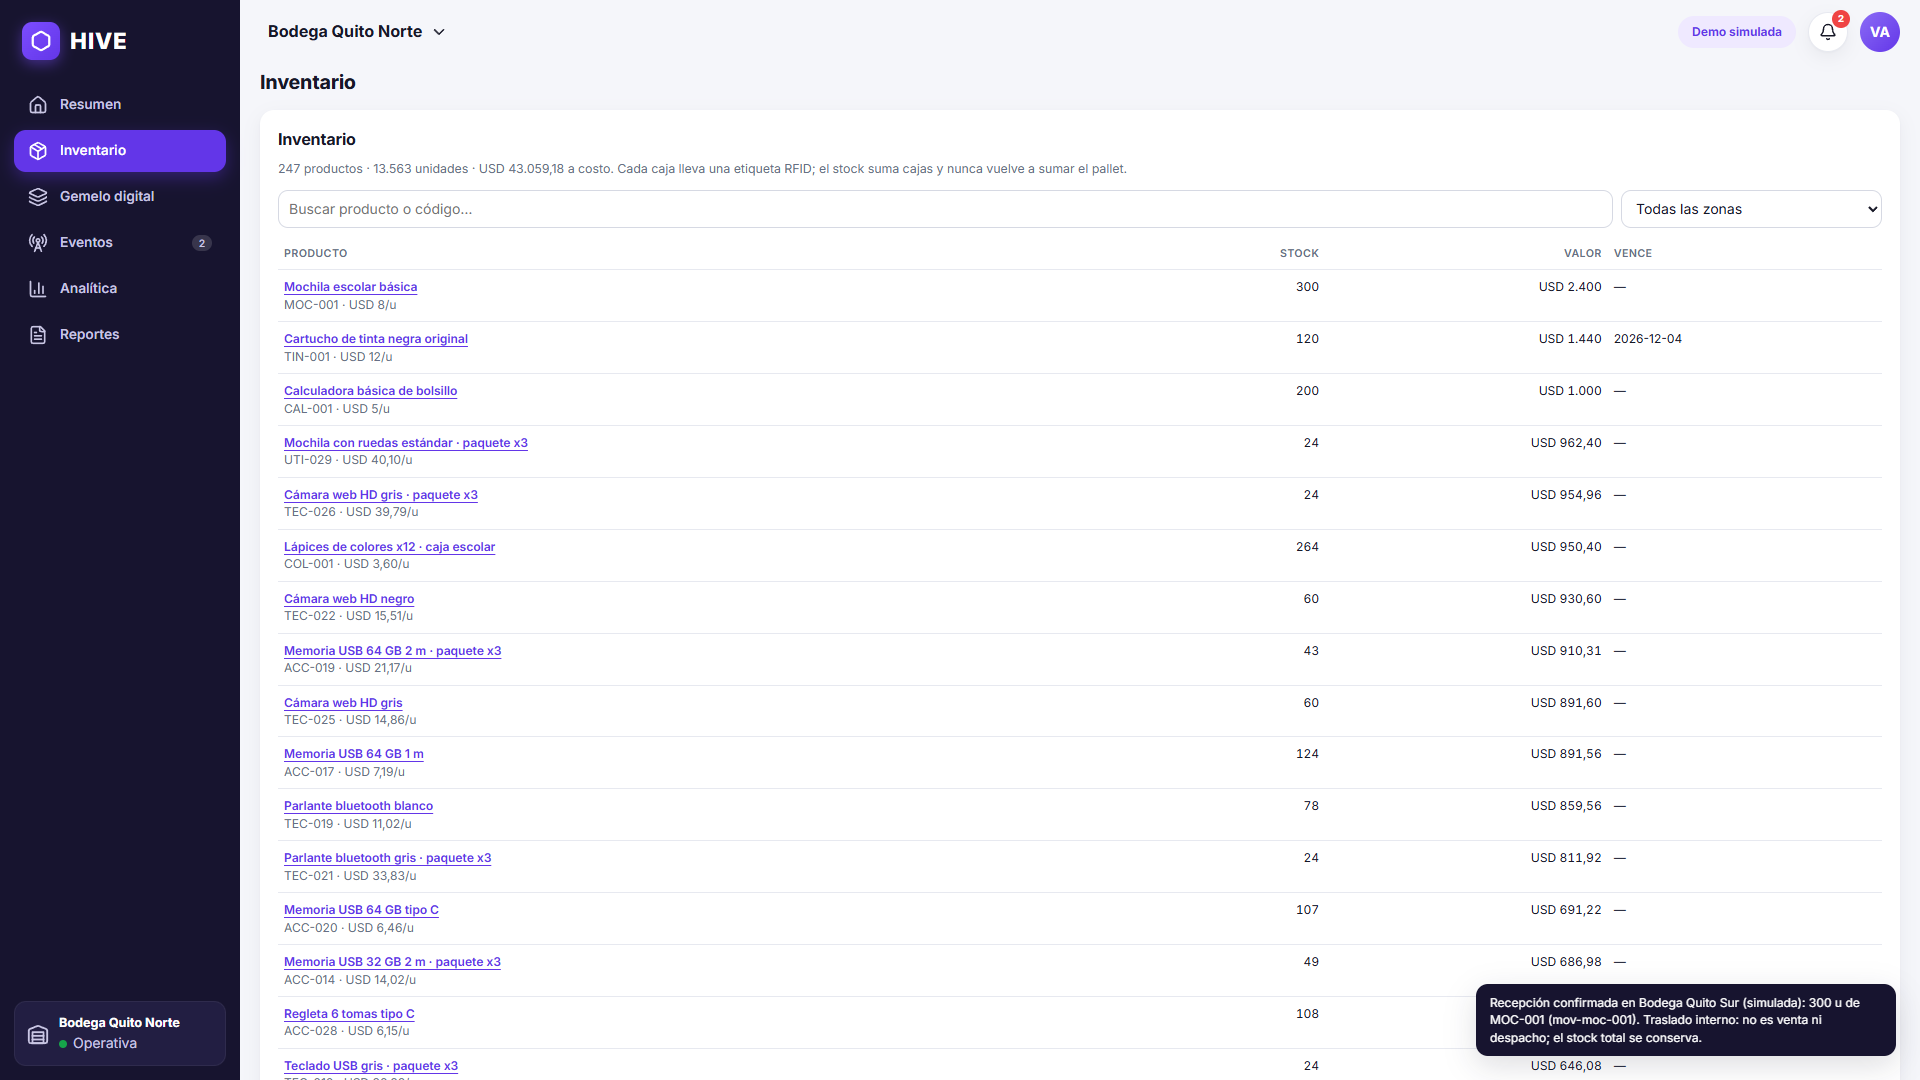 HIVE
Resumen
Inventario
Gemelo digital
Eventos 2
Analítica
Reportes
Bodega Quito Norte
Operativa
Bodega Quito Norte
Demo simulada
2
VA
Inventario
Inventario
247 productos · 13.563 unidades · USD 43.059,18 a costo. Cada caja lleva una etiqueta RFID; el stock suma cajas y nunca vuelve a sumar el pallet.
Buscar producto o código...
Todas las zonas
PRODUCTO STOCK VALOR VENCE
Mochila escolar básica 300 USD 2.400 —
MOC-001 · USD 8/u
Cartucho de tinta negra original 120 USD 1.440 2026-12-04
TIN-001 · USD 12/u
Calculadora básica de bolsillo 200 USD 1.000 —
CAL-001 · USD 5/u
Mochila con ruedas estándar · paquete x3 24 USD 962,40 —
UTI-029 · USD 40,10/u
Cámara web HD gris · paquete x3 24 USD 954,96 —
TEC-026 · USD 39,79/u
Lápices de colores x12 · caja escolar 264 USD 950,40 —
COL-001 · USD 3,60/u
Cámara web HD negro 60 USD 930,60 —
TEC-022 · USD 15,51/u
Memoria USB 64 GB 2 m · paquete x3 43 USD 910,31 —
ACC-019 · USD 21,17/u
Cámara web HD gris 60 USD 891,60 —
TEC-025 · USD 14,86/u
Memoria USB 64 GB 1 m 124 USD 891,56 —
ACC-017 · USD 7,19/u
Parlante bluetooth blanco 78 USD 859,56 —
TEC-019 · USD 11,02/u
Parlante bluetooth gris · paquete x3 24 USD 811,92 —
TEC-021 · USD 33,83/u
Memoria USB 64 GB tipo C 107 USD 691,22 —
ACC-020 · USD 6,46/u
Memoria USB 32 GB 2 m · paquete x3 49 USD 686,98 —
ACC-014 · USD 14,02/u
Regleta 6 tomas tipo C 108
ACC-028 · USD 6,15/u
Teclado USB gris · paquete x3 24 USD 646,08 —
Recepción confirmada en Bodega Quito Sur (simulada): 300 u de
MOC-001 (mov-moc-001). Traslado interno: no es venta ni
despacho; el stock total se conserva.